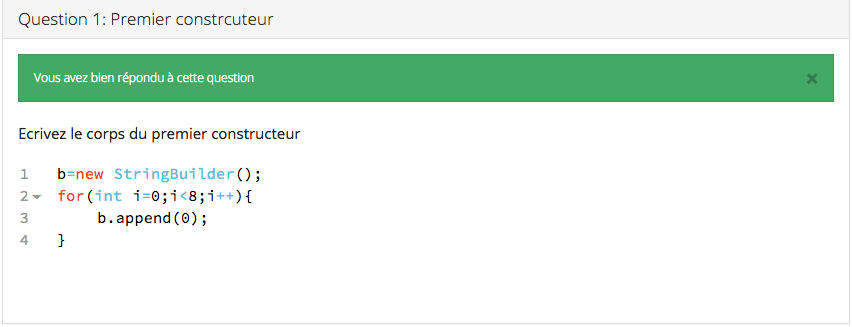 Question 1: Premier constrcuteur
Vous avez bien répondu à cette question ×
Ecrivez le corps du premier constructeur
1 b=new StringBuilder();
2 for(int i=0;i<8;i++){
3 b.append(0);
4 }